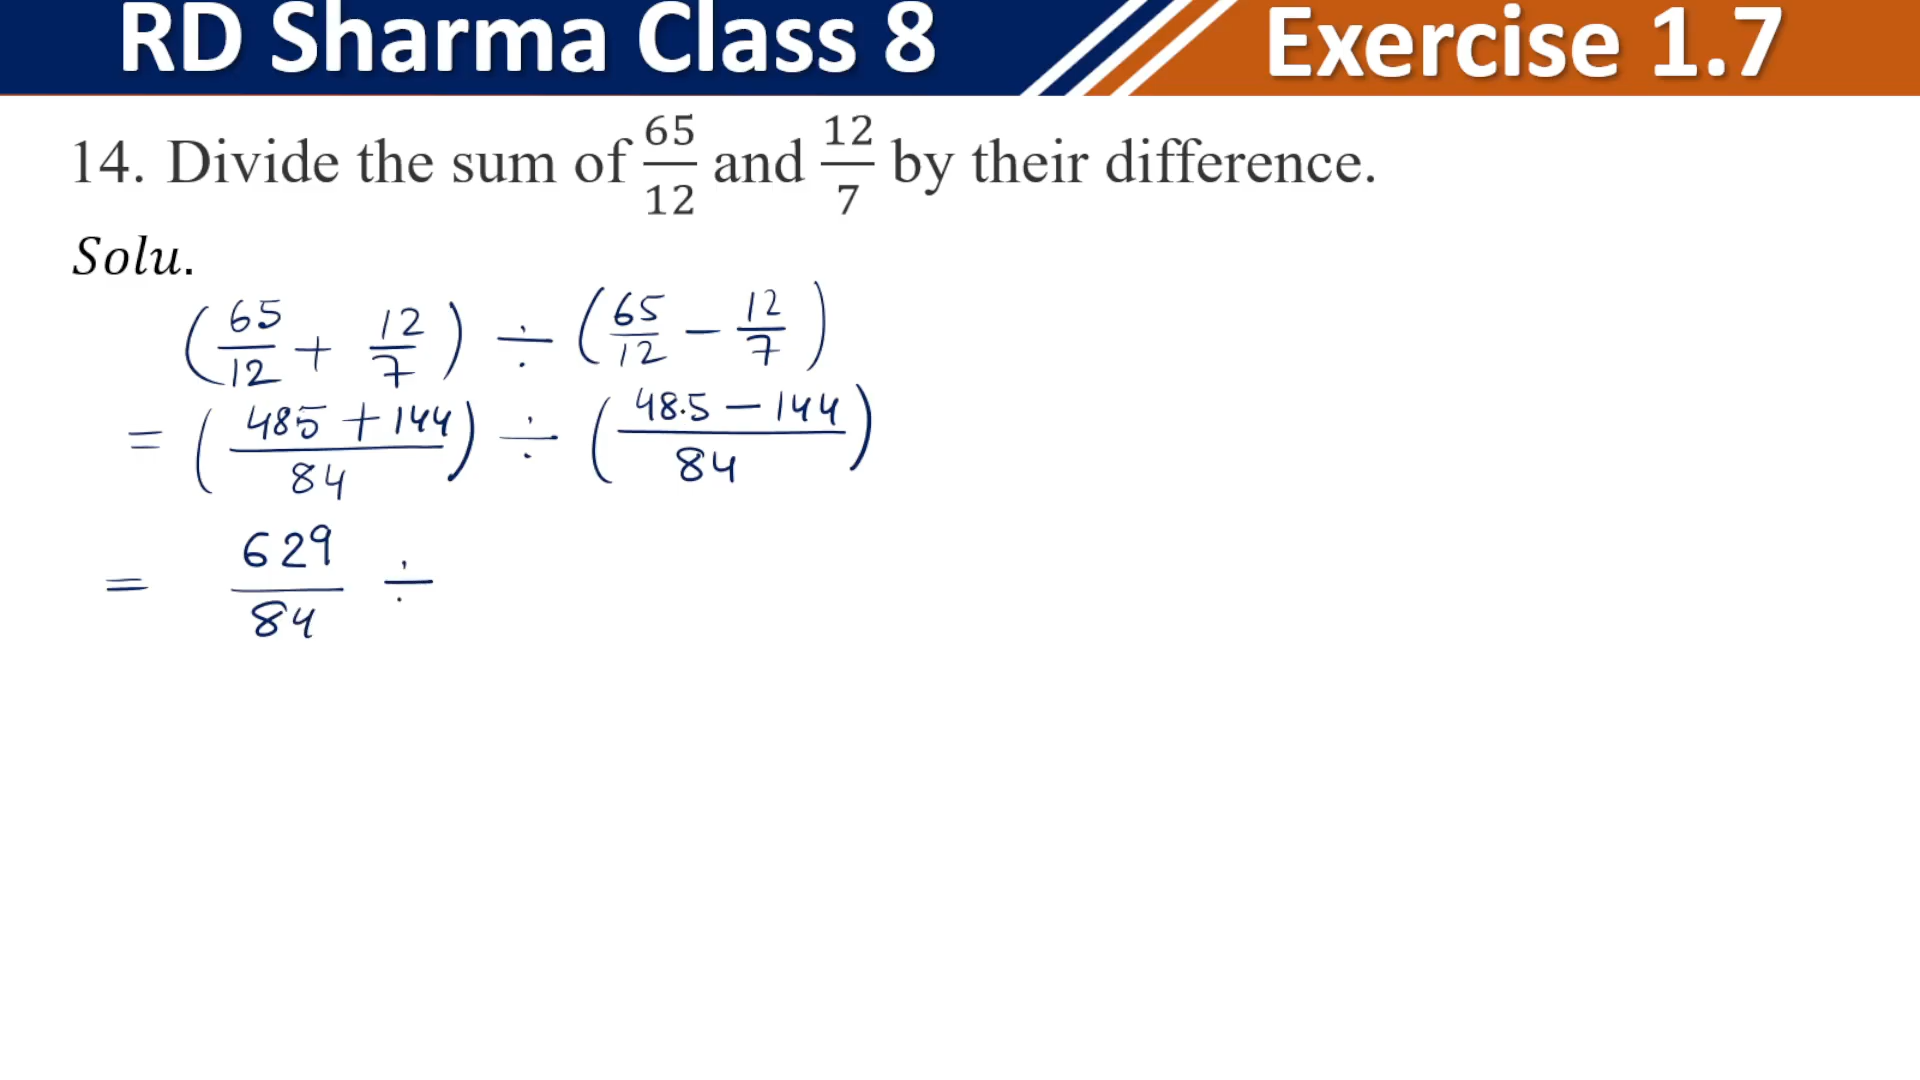 RD Sharma Class 8 Exercise 1.7
14. Divide the sum of 65/12 and 12/7 by their difference.
Solu.
(65/12 + 12/7) ÷ (65/12 − 12/7)
= (485 + 144/84) ÷ (48.5 − 144/84)
= 629/84 ÷